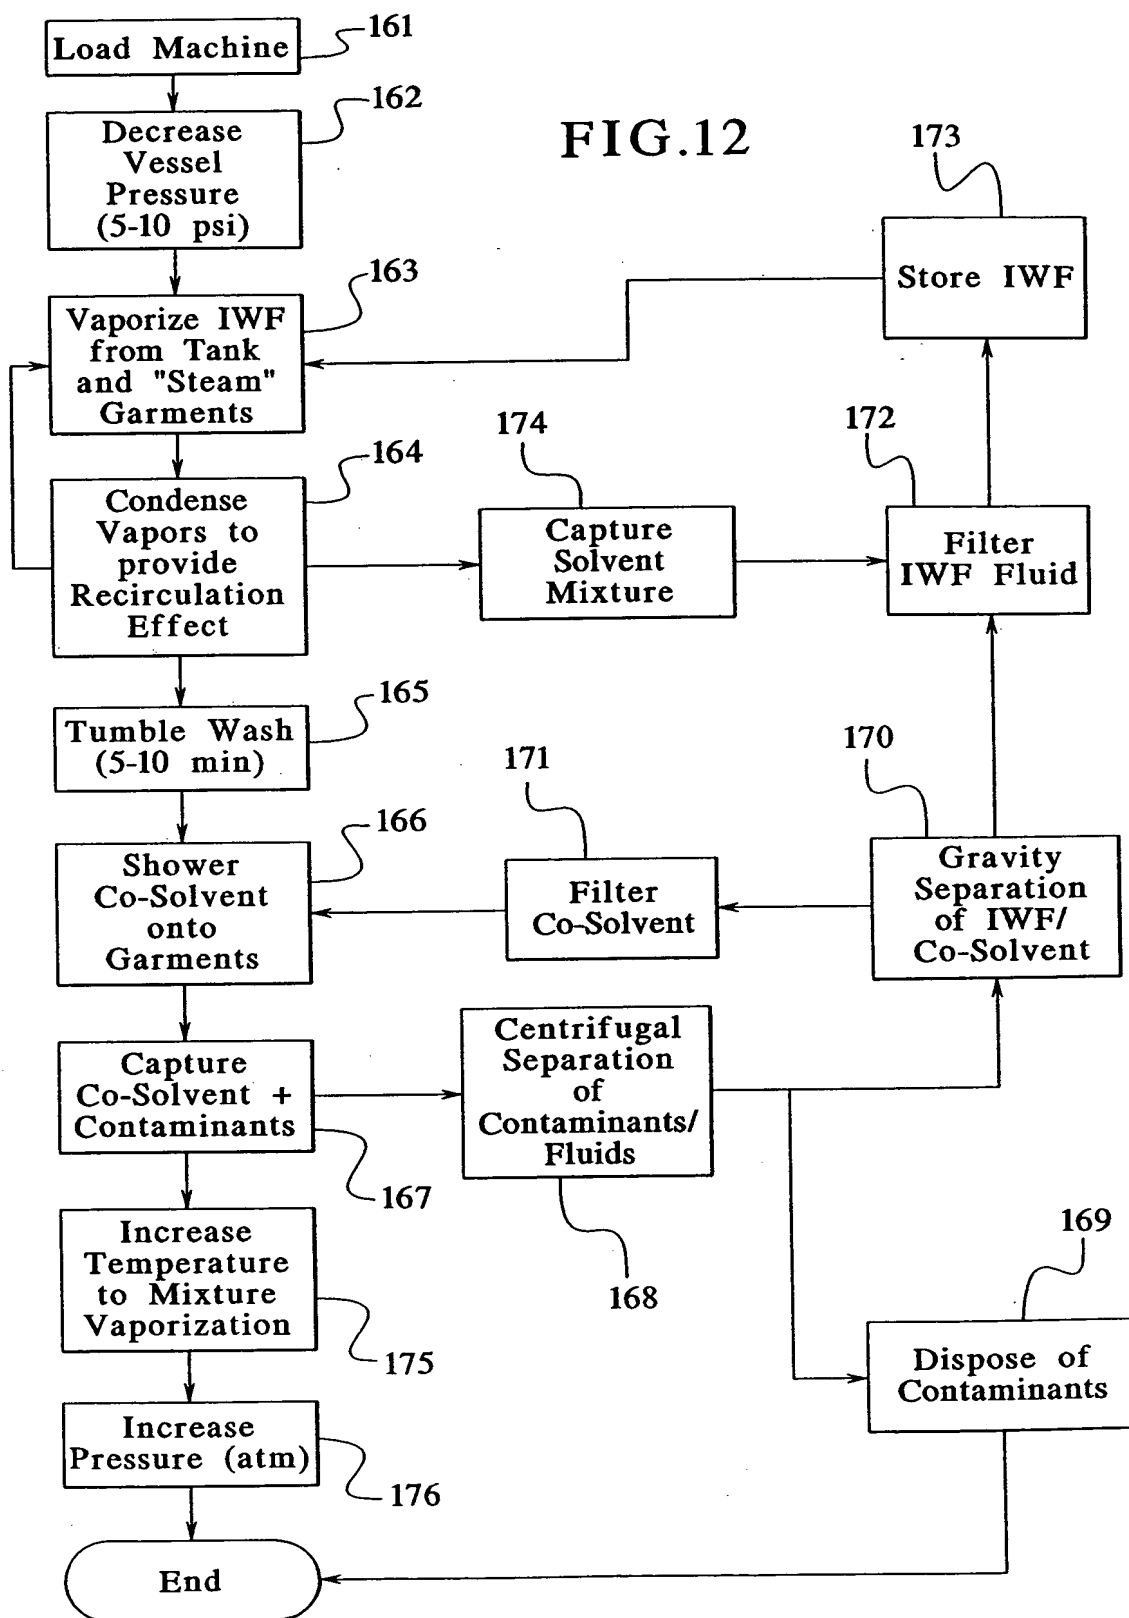 161
Load Machine
162
FIG.12
Decrease
Vessel
Pressure
(5-10 psi)
173
Store IWF
163
Vaporize IWF
from Tank
and "Steam"
Garments
174
172
164
Condense
Vapors to
provide
Recirculation
Effect
Capture
Solvent
Mixture
Filter
IWF Fluid
165
Tumble Wash
(5-10 min)
171
170
166
Shower
Co-Solvent
onto
Garments
Filter
Co-Solvent
Gravity
Separation
of IWF/
Co-Solvent
Capture
Co-Solvent +
Contaminants
167
Centrifugal
Separation
of
Contaminants/
Fluids
168
169
Increase
Temperature
to Mixture
Vaporization
175
Dispose of
Contaminants
Increase
Pressure (atm)
176
End